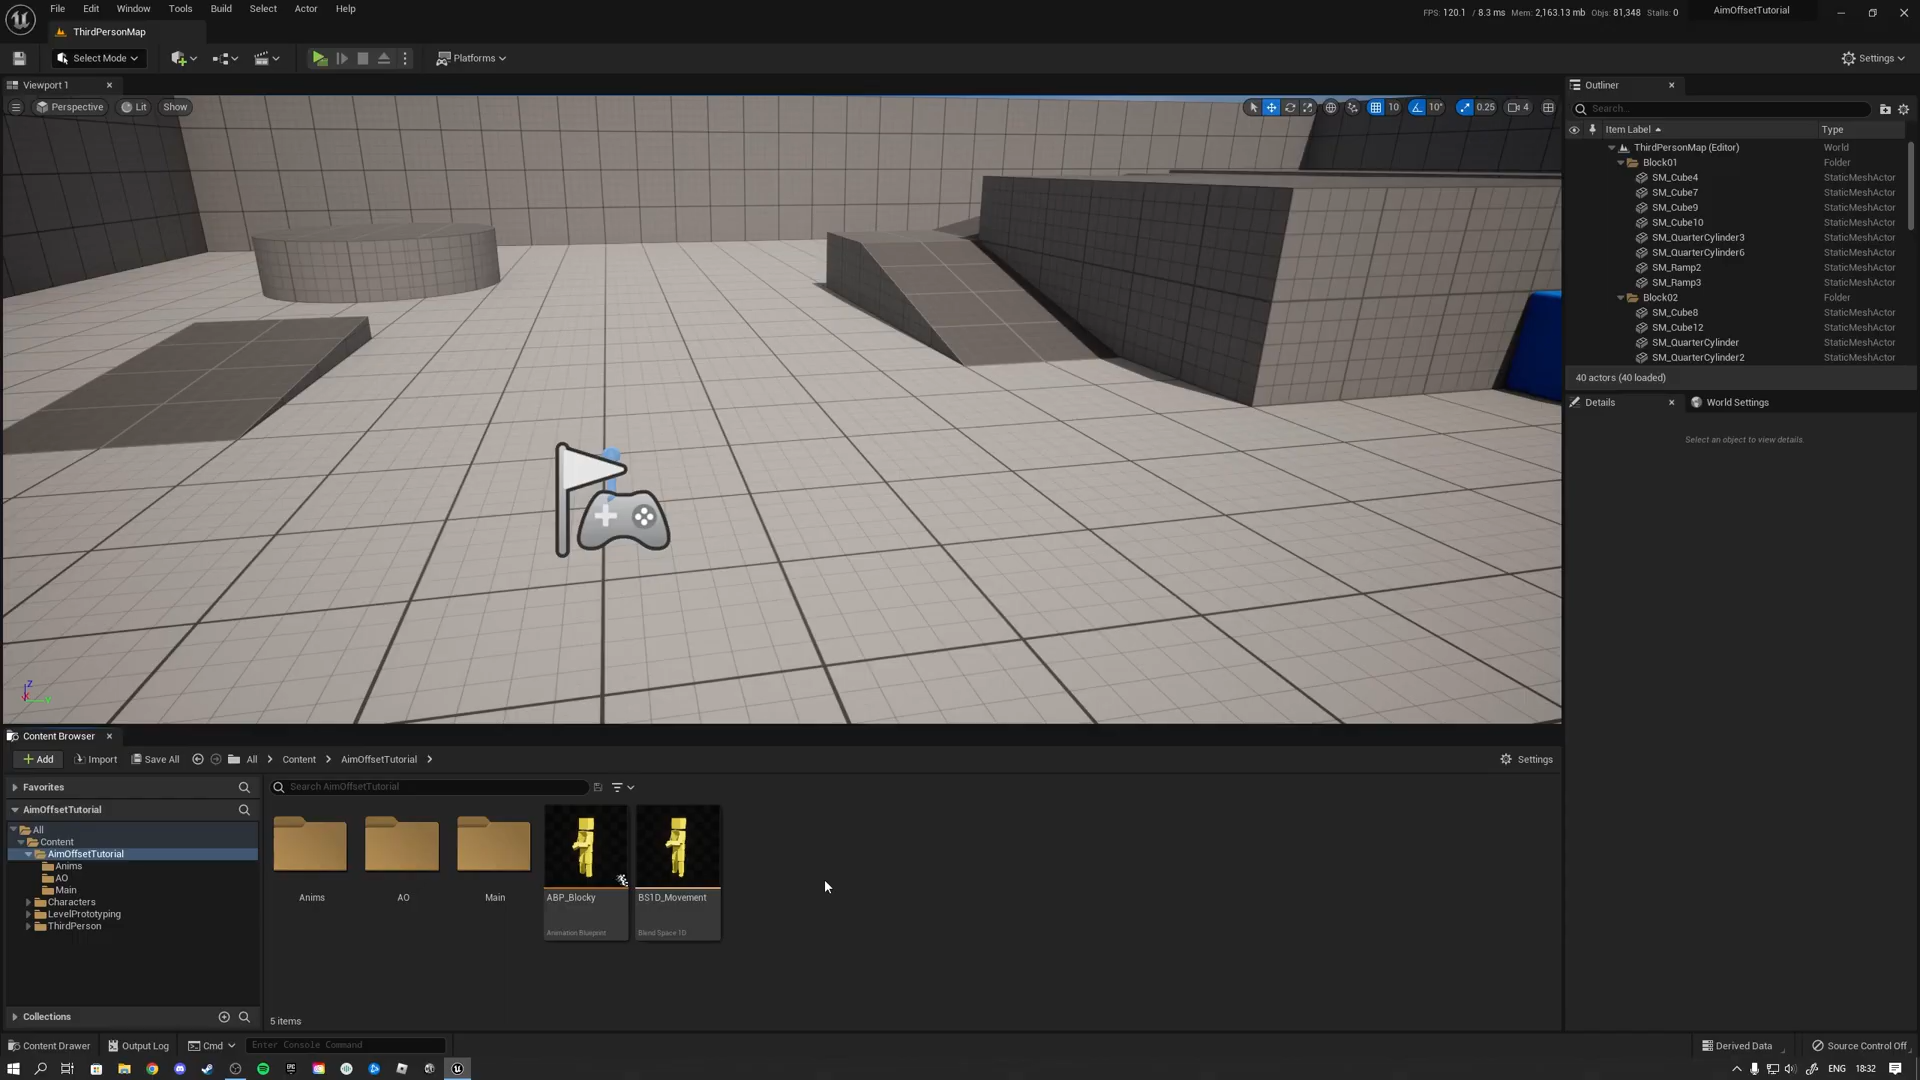 File Edit Window Tools Build Select Actor Help
FPS: 120.1 / 8.3 ms Mem: 2,163.13 mb Objs: 81,348 Stalls: 0
AimOffsetTutorial
ThirdPersonMap
Select Mode
Platforms
Settings
Viewport 1
Perspective Lit Show
10 10° 0.25 4
Outliner
Search...
Item Label Type
ThirdPersonMap (Editor) World
Block01 Folder
SM_Cube4 StaticMeshActor
SM_Cube7 StaticMeshActor
SM_Cube9 StaticMeshActor
SM_Cube10 StaticMeshActor
SM_QuarterCylinder3 StaticMeshActor
SM_QuarterCylinder6 StaticMeshActor
SM_Ramp2 StaticMeshActor
SM_Ramp3 StaticMeshActor
Block02 Folder
SM_Cube8 StaticMeshActor
SM_Cube12 StaticMeshActor
SM_QuarterCylinder StaticMeshActor
SM_QuarterCylinder2 StaticMeshActor
40 actors (40 loaded)
Details World Settings
Select an object to view details.
Z
X
Y
Content Browser
Add Import Save All All Content AimOffsetTutorial Settings
Favorites
AimOffsetTutorial
All
Content
AimOffsetTutorial
Anims
AO
Main
Characters
LevelPrototyping
ThirdPerson
Collections
Search AimOffsetTutorial
Anims AO Main ABP_Blocky BS1D_Movement
Animation Blueprint Blend Space 1D
5 items
Content Drawer Output Log Cmd Enter Console Command Derived Data Source Control Off
ENG 18:32